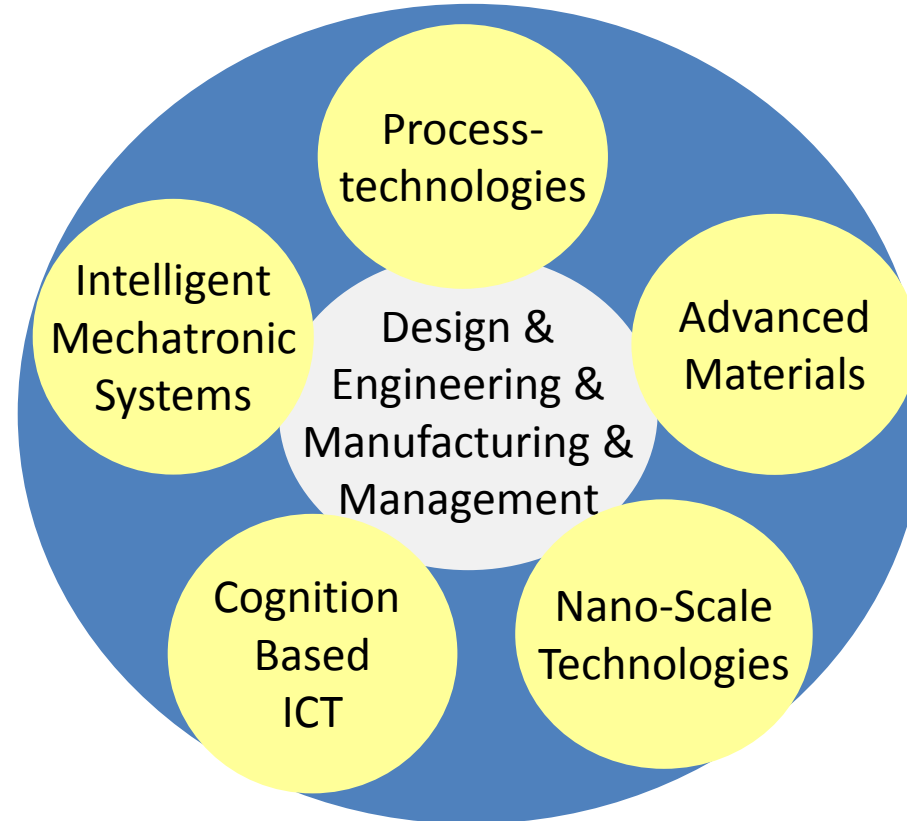 Process-
technologies
Intelligent
Mechatronic
Systems
Design &
Engineering &
Manufacturing &
Management
Advanced
Materials
Cognition
Based
ICT
Nano-Scale
Technologies